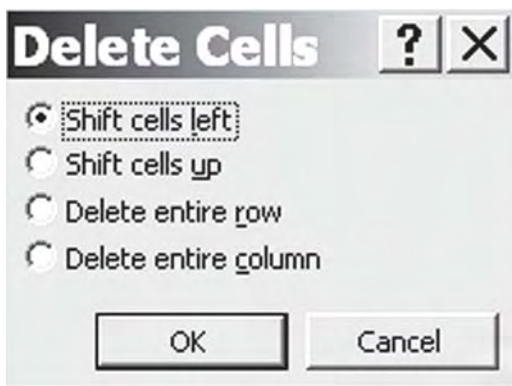 Delete Cells ? X
Shift cells left
Shift cells up
Delete entire row
Delete entire column
OK Cancel